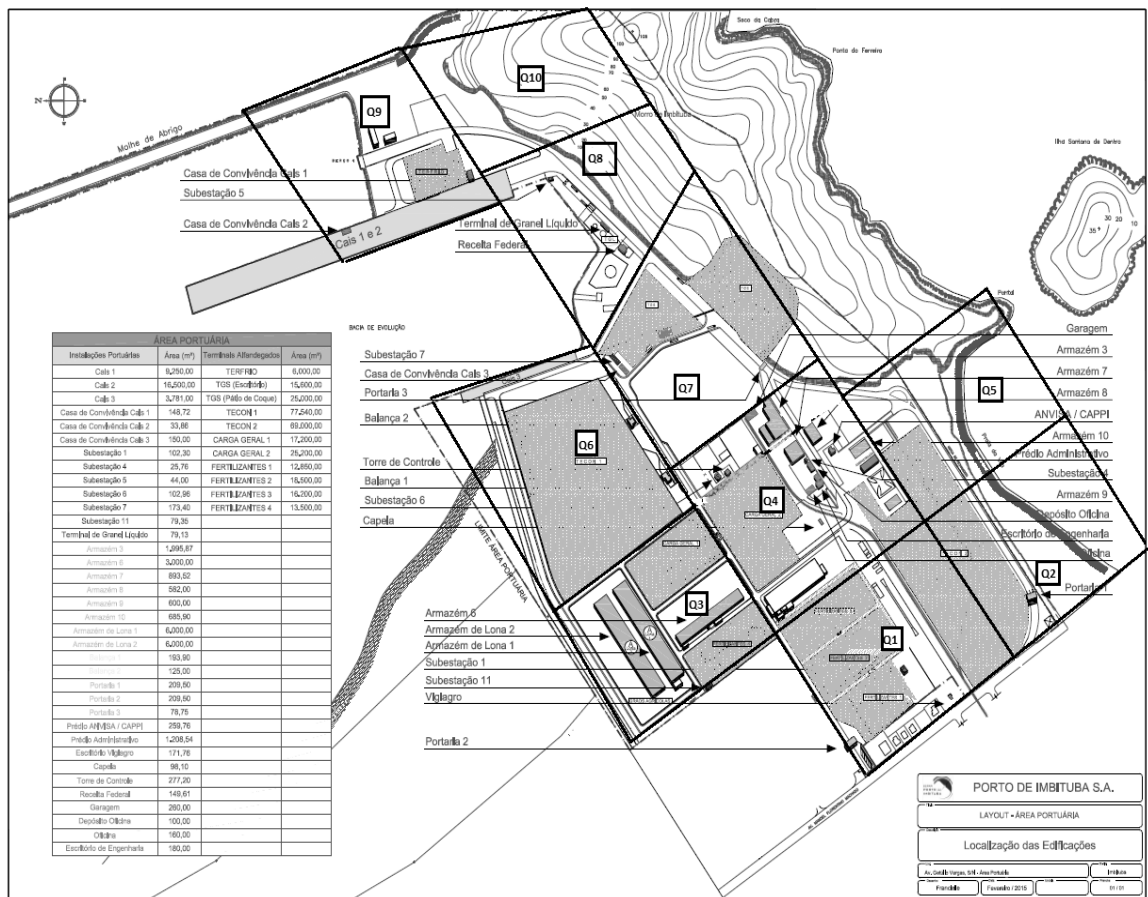 Saco da Cabra
Ponta do Ferreira
Q10
N
Morro de Imbituba
Q9
Molhe de Abrigo
Ilha Santana de Dentro
Q8
Casa de Convivência Cais 1
Subestação 5
Casa de Convivência Cais 2
Cais 1 e 2
Terminal de Granel Líquido
Receita Federal
Pontal
BACIA DE EVOLUÇÃO
Subestação 7
Casa de Convivência Cais 3
Portaria 3
Balança 2
Torre de Controle
Balança 1
Subestação 6
Capela
Q7
Q6
Q5
Q4
Q3
Q2
Q1
Garagem
Armazém 3
Armazém 7
Armazém 8
ANVISA / CAPPI
Armazém 10
Prédio Administrativo
Subestação 4
Armazém 9
Depósito Oficina
Escritório de Engenharia
Oficina
Portaria 1
LIMITE ÁREA PORTUÁRIA
Armazém 6
Armazém de Lona 2
Armazém de Lona 1
Subestação 1
Subestação 11
Vigiagro
Portaria 2
ÁREA PORTUÁRIA
Instalações Portuárias Área (m²) Terminais Alfandegados Área (m²)
Cais 1 8.250,00 TERFRIO 6.000,00
Cais 2 16.500,00 TGS (Escritório) 15.600,00
Cais 3 3.781,00 TGS (Pátio de Coque) 25.000,00
Casa de Convivência Cais 1 148,72 TECON 1 77.540,00
Casa de Convivência Cais 2 33,86 TECON 2 69.000,00
Casa de Convivência Cais 3 150,00 CARGA GERAL 1 17.200,00
Subestação 1 102,30 CARGA GERAL 2 25.200,00
Subestação 4 25,76 FERTILIZANTES 1 12.850,00
Subestação 5 44,00 FERTILIZANTES 2 18.500,00
Subestação 6 102,96 FERTILIZANTES 3 16.200,00
Subestação 7 173,40 FERTILIZANTES 4 13.500,00
Subestação 11 79,35
Terminal de Granel Líquido 79,13
Armazém 3 1.995,87
Armazém 6 3.000,00
Armazém 7 893,52
Armazém 8 582,00
Armazém 9 600,00
Armazém 10 685,90
Armazém de Lona 1 6.000,00
Armazém de Lona 2 6.000,00
Balança 1 193,90
Balança 2 125,00
Portaria 1 209,50
Portaria 2 209,50
Portaria 3 78,75
Prédio ANVISA / CAPPI 259,76
Prédio Administrativo 1.208,54
Escritório Vigiagro 171,76
Capela 98,10
Torre de Controle 277,20
Receita Federal 149,61
Garagem 260,00
Depósito Oficina 100,00
Oficina 160,00
Escritório de Engenharia 180,00
PORTO DE IMBITUBA S.A.
LAYOUT - ÁREA PORTUÁRIA
Localização das Edificações
Av. Getúlio Vargas, S/N - Área Portuária
Imbituba
Francielle
Fevereiro / 2015
01 / 01